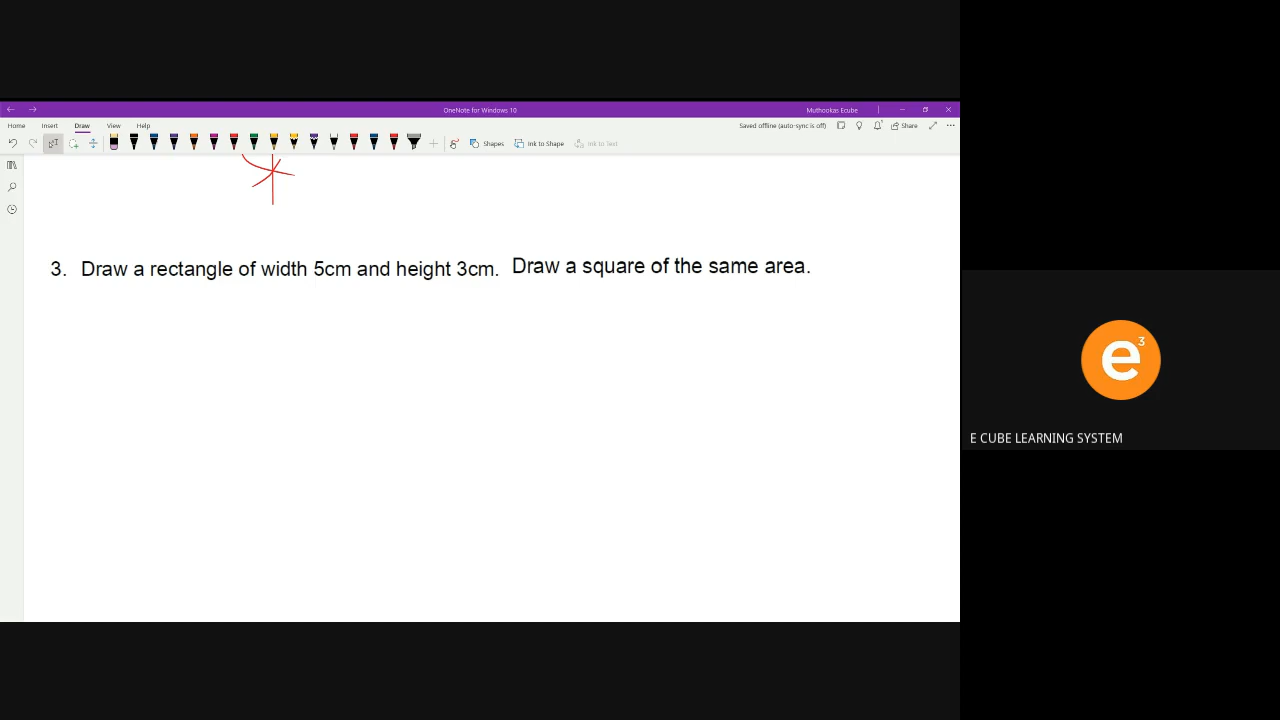 OneNote for Windows 10
Muthookas Ecube
Home Insert Draw View Help
Saved offline (auto-sync is off)
Share
Shapes
Ink to Shape
Ink to Text
3. Draw a rectangle of width 5cm and height 3cm. Draw a square of the same area.
e3
E CUBE LEARNING SYSTEM